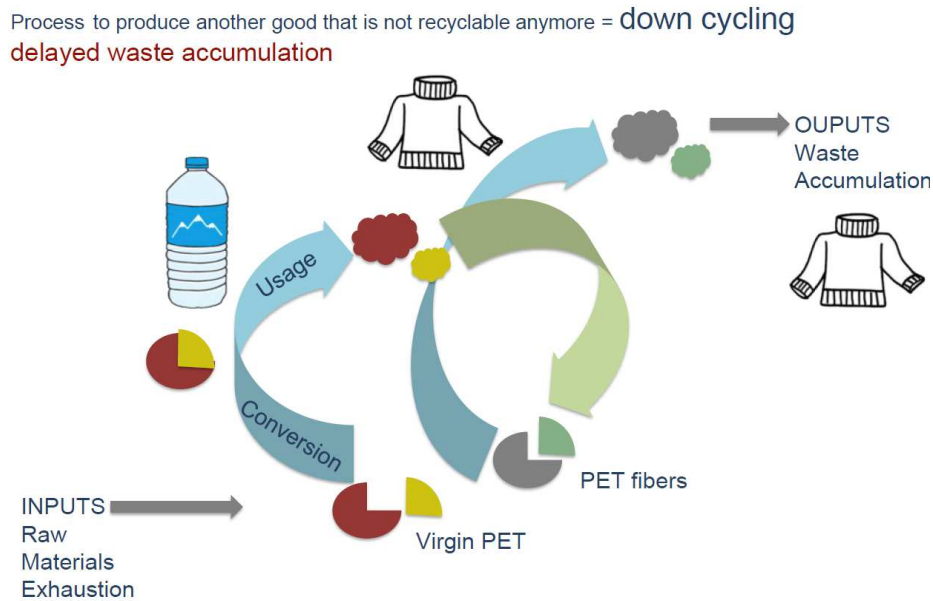 Process to produce another good that is not recyclable anymore = down cycling
delayed waste accumulation
OUPUTS
Waste
Accumulation
Usage
Conversion
PET fibers
INPUTS
Raw
Materials
Exhaustion
Virgin PET